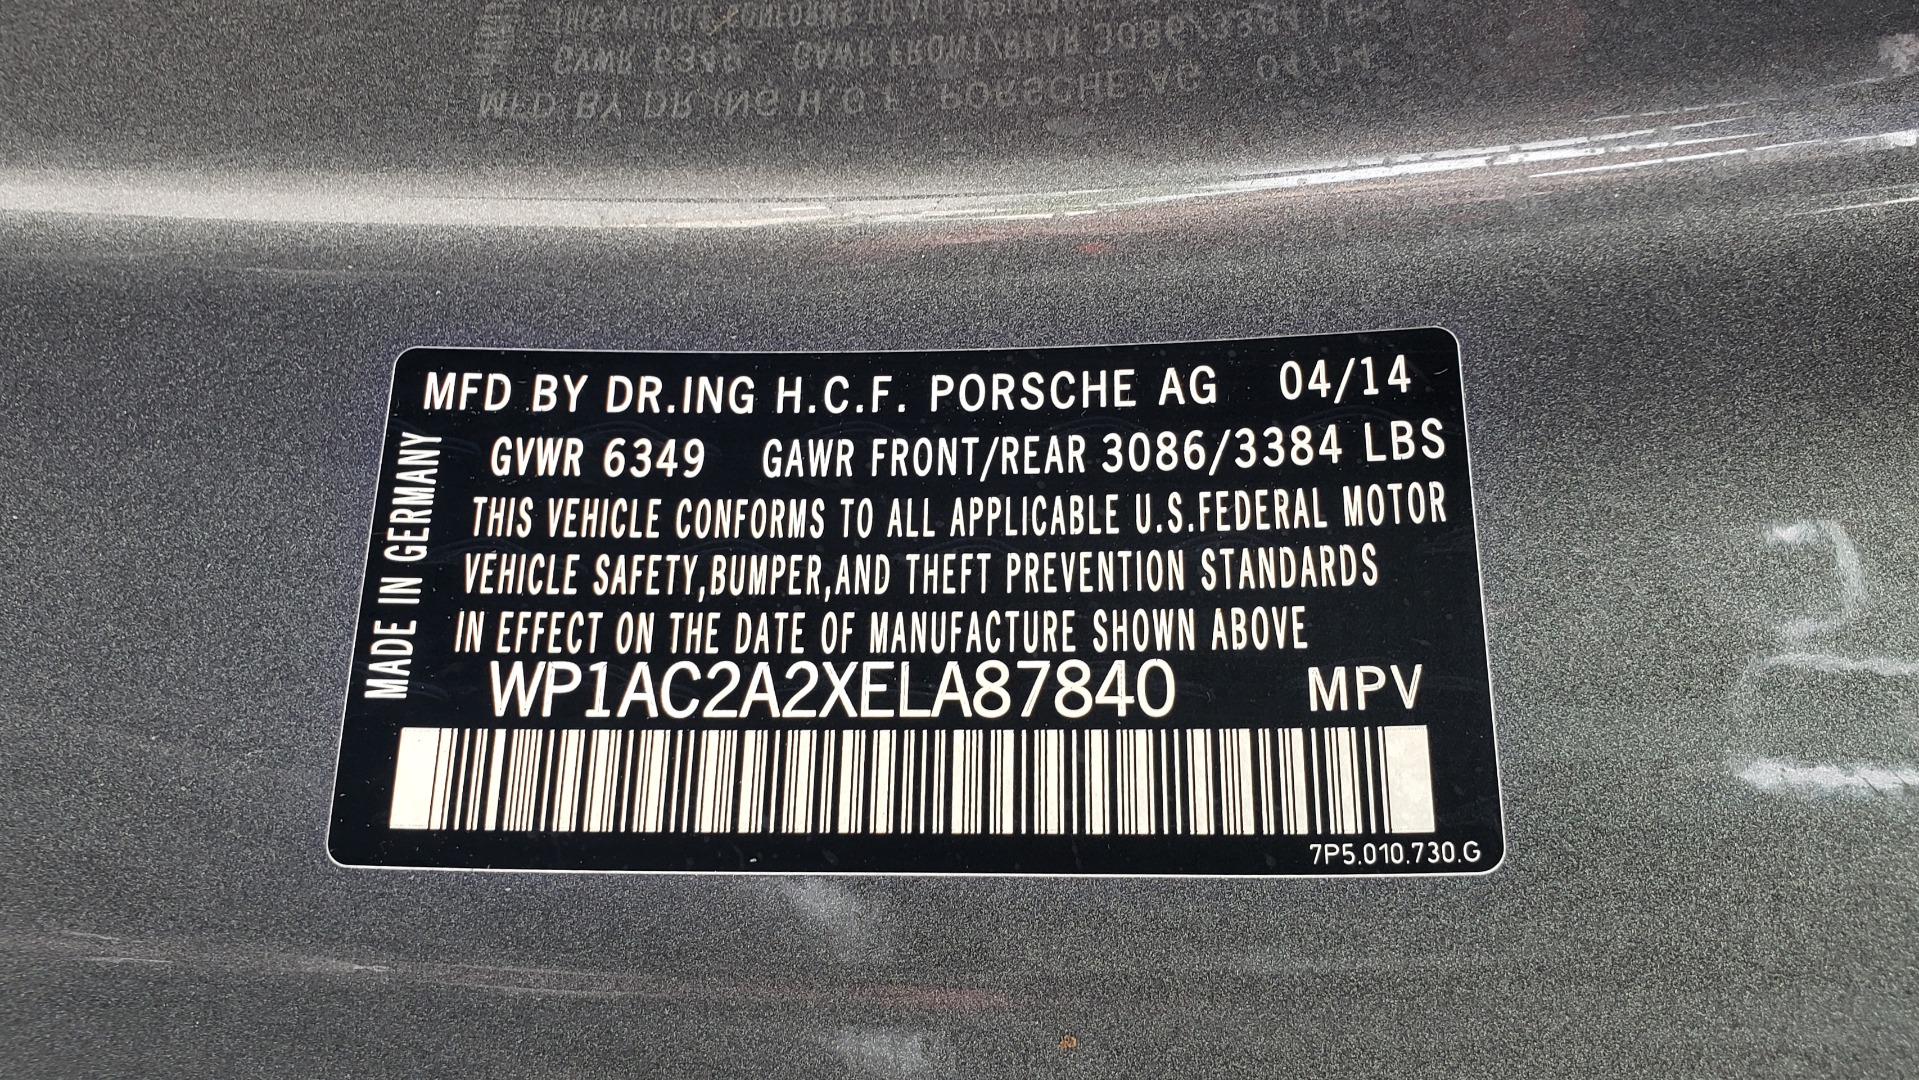 MFD BY DR.ING H.C.F. PORSCHE AG 04/14
GVWR 6349 GAWR FRONT/REAR 3086/3384 LBS
THIS VEHICLE CONFORMS TO ALL APPLICABLE U.S.FEDERAL MOTOR
VEHICLE SAFETY,BUMPER,AND THEFT PREVENTION STANDARDS
IN EFFECT ON THE DATE OF MANUFACTURE SHOWN ABOVE
WP1AC2A2XELA87840 MPV
MADE IN GERMANY
7P5.010.730.G